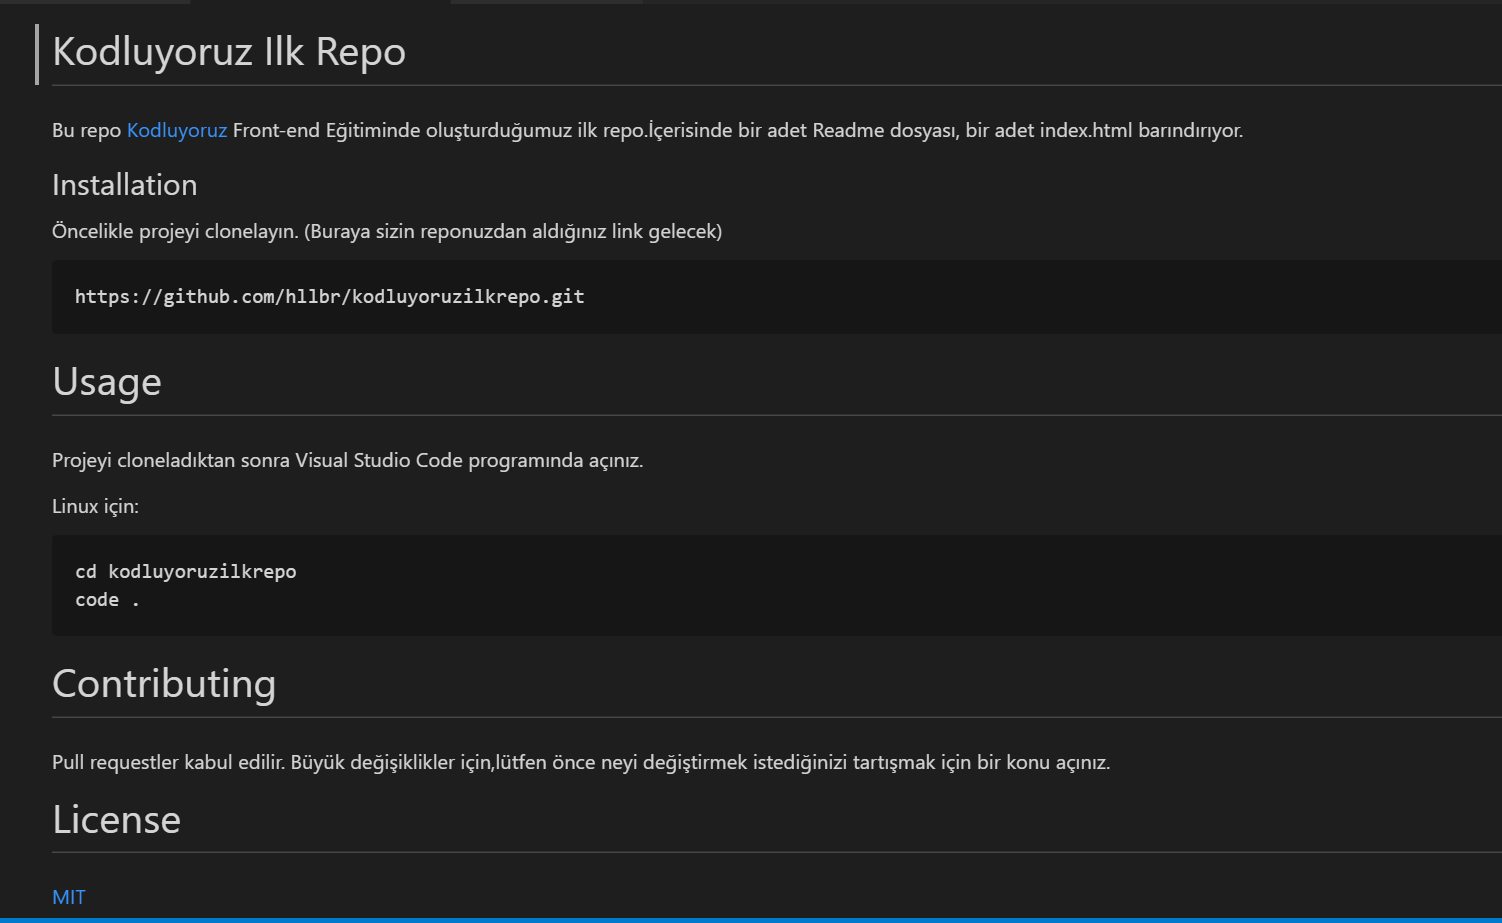 Kodluyoruz Ilk Repo
Bu repo Kodluyoruz Front-end Eğitiminde oluşturduğumuz ilk repo.İçerisinde bir adet Readme dosyası, bir adet index.html barındırıyor.
Installation
Öncelikle projeyi clonelayın. (Buraya sizin reponuzdan aldığınız link gelecek)
https://github.com/hllbr/kodluyoruzilkrepo.git
Usage
Projeyi cloneladıktan sonra Visual Studio Code programında açınız.
Linux için:
cd kodluyoruzilkrepo
code .
Contributing
Pull requestler kabul edilir. Büyük değişiklikler için,lütfen önce neyi değiştirmek istediğinizi tartışmak için bir konu açınız.
License
MIT